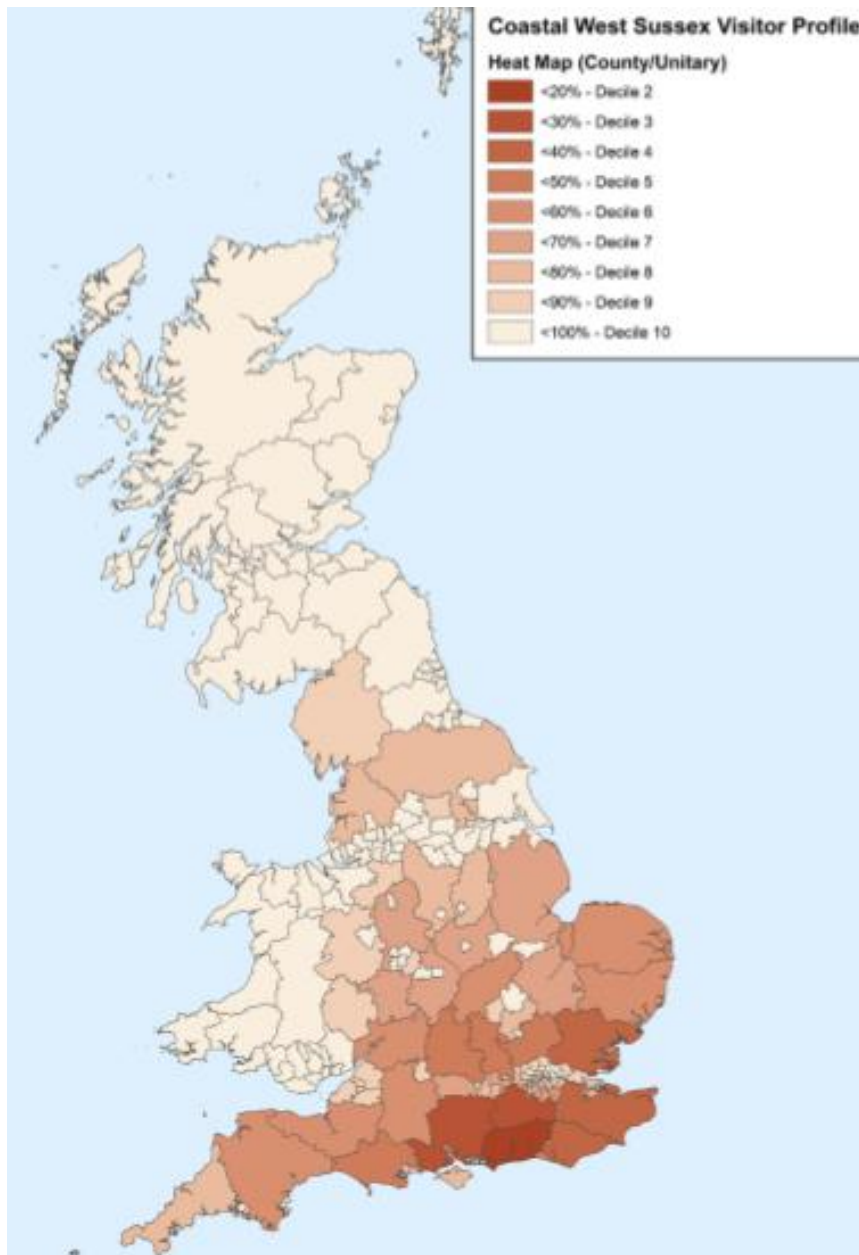 Coastal West Sussex Visitor Profile
Heat Map (County/Unitary)
<20% - Decile 2
<30% - Decile 3
<40% - Decile 4
<50% - Decile 5
<60% - Decile 6
<70% - Decile 7
<80% - Decile 8
<90% - Decile 9
<100% - Decile 10